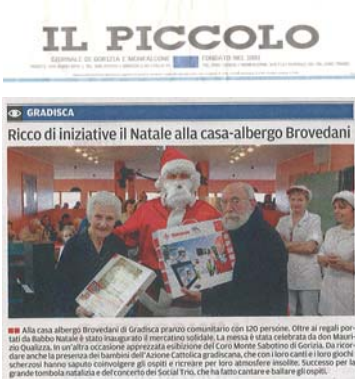 IL PICCOLO
GIORNALE DI GORIZIA E MONFALCONE
FONDATO NEL 1881
GRADISCA
Ricco di iniziative il Natale alla casa-albergo Brovedani
Alla casa albergo Brovedani di Gradisca pranzo comunitario con 120 persone. Oltre ai regali por-
tati da Babbo Natale è stato inaugurato il mercatino solidale. La messa è stata celebrata da don Mauri-
zio Qualizza. In un'altra occasione apprezzata esibizione del Coro Monte Sabotino di Gorizia. Da ricor-
dare anche la presenza dei bambini dell'Azione Cattolica gradiscana, che con i loro canti e i loro giochi
scherzosi hanno saputo coinvolgere gli ospiti e ricreare per loro atmosfere insolite. Successo per la
grande tombola natalizia e del concerto dei Social Trio, che ha fatto cantare e ballare gli ospiti.